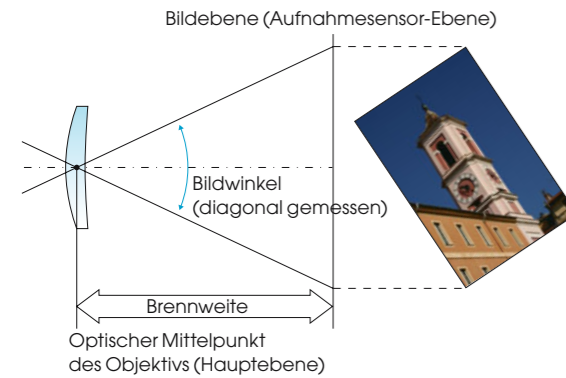 Bildebene (Aufnahmesensor-Ebene)
Bildwinkel
(diagonal gemessen)
Brennweite
Optischer Mittelpunkt
des Objektivs (Hauptebene)